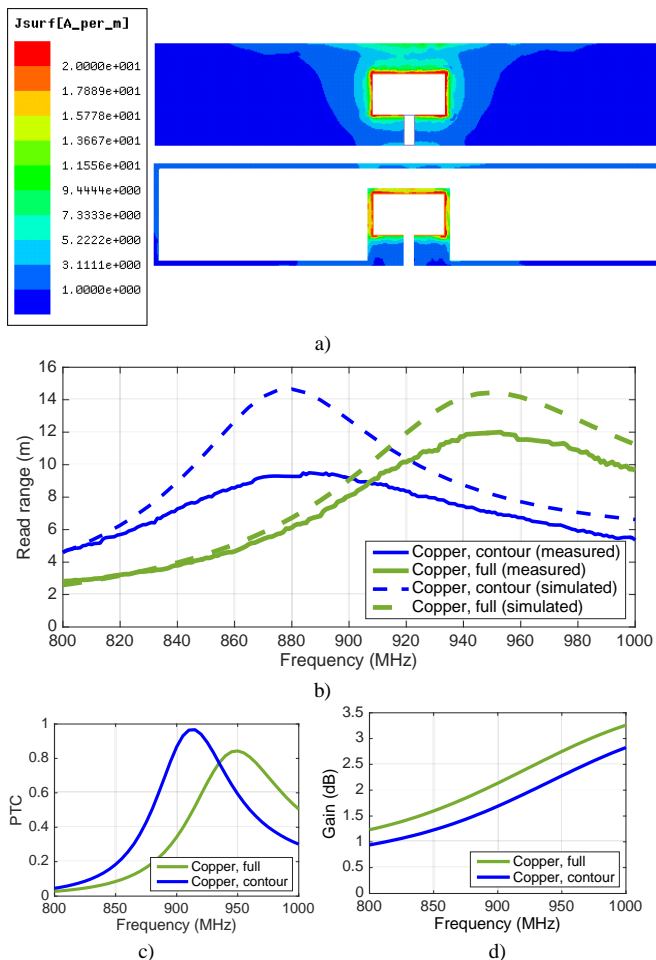 Jsurf[A_per_m]
2.0000e+001
1.7889e+001
1.5778e+001
1.3667e+001
1.1556e+001
9.4444e+000
7.3333e+000
5.2222e+000
3.1111e+000
1.0000e+000
a)
16
14
12
10
8
6
4
2
0
Read range (m)
Copper, contour (measured)
Copper, full (measured)
Copper, contour (simulated)
Copper, full (simulated)
800 820 840 860 880 900 920 940 960 980 1000
Frequency (MHz)
b)
1
0.8
0.6
0.4
0.2
0
PTC
Copper, full
Copper, contour
800 850 900 950 1000
Frequency (MHz)
c)
3.5
3
2.5
2
1.5
1
0.5
0
Gain (dB)
Copper, full
Copper, contour
800 850 900 950 1000
Frequency (MHz)
d)